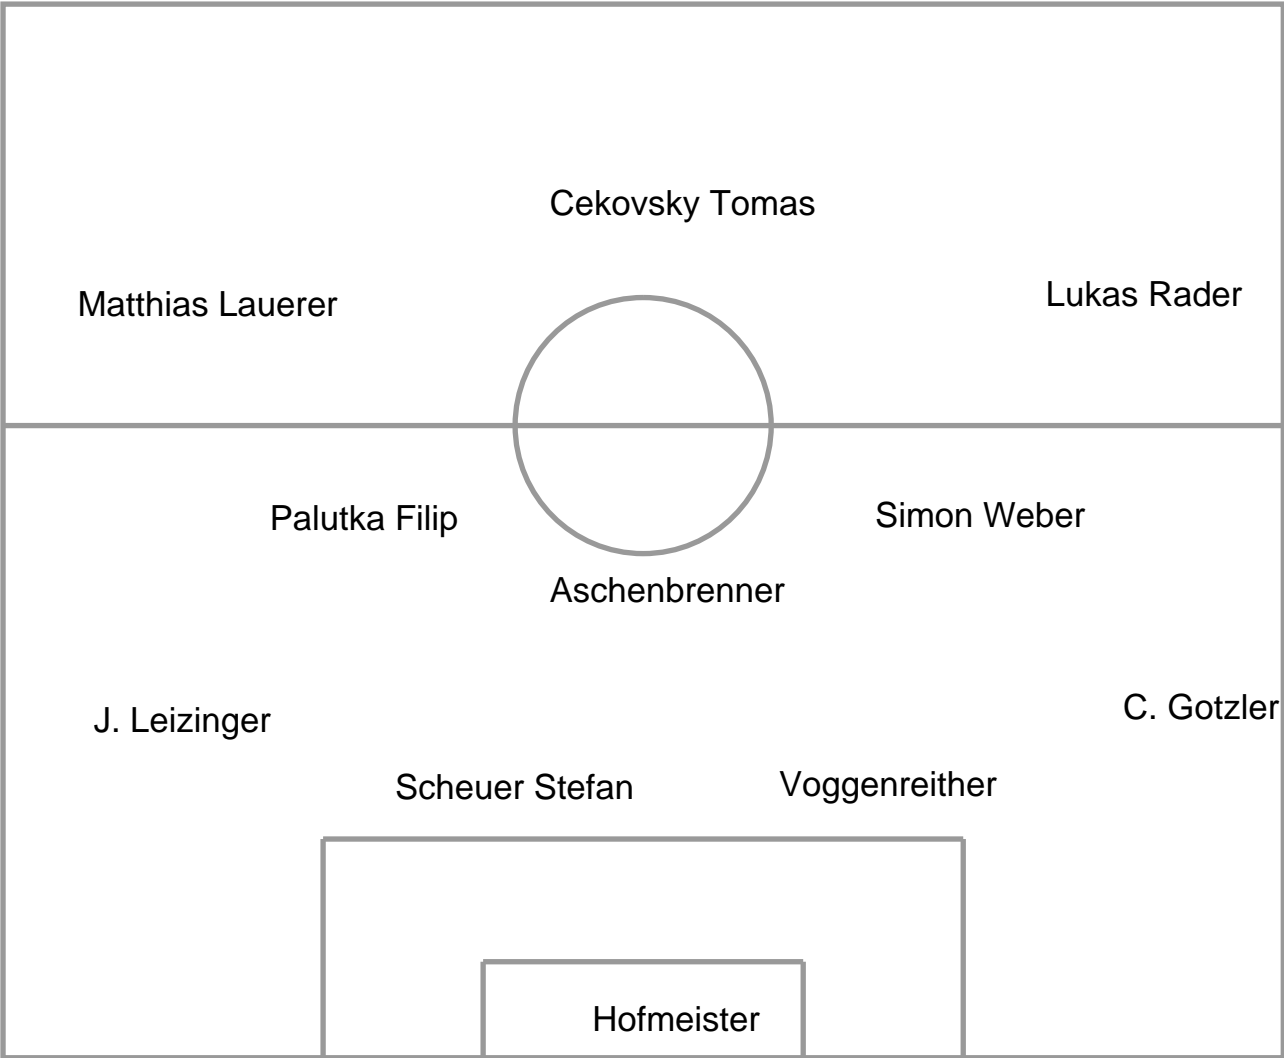 Cekovsky Tomas
Matthias Lauerer
Lukas Rader
Palutka Filip
Simon Weber
Aschenbrenner
J. Leizinger
C. Gotzler
Scheuer Stefan
Voggenreither
Hofmeister